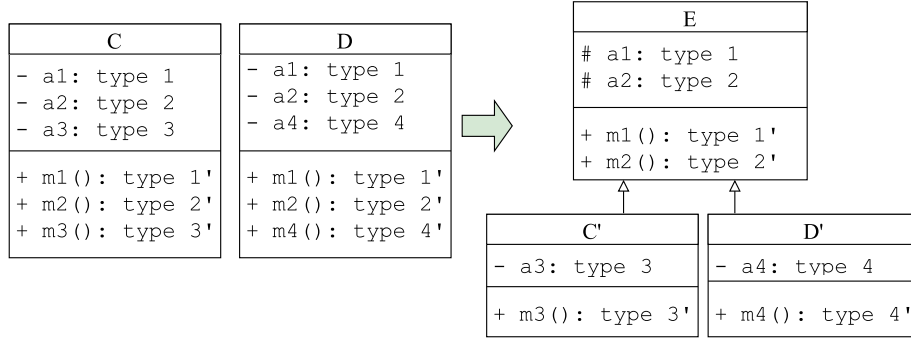 C
- a1: type 1
- a2: type 2
- a3: type 3
+ m1(): type 1'
+ m2(): type 2'
+ m3(): type 3'
D
- a1: type 1
- a2: type 2
- a4: type 4
+ m1(): type 1'
+ m2(): type 2'
+ m4(): type 4'
E
# a1: type 1
# a2: type 2
+ m1(): type 1'
+ m2(): type 2'
C'
- a3: type 3
+ m3(): type 3'
D'
- a4: type 4
+ m4(): type 4'